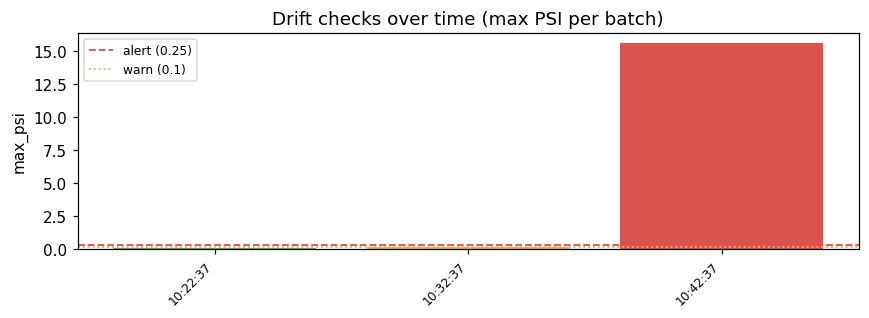 Drift checks over time (max PSI per batch)
alert (0.25)
warn (0.1)
max_psi
15.0
12.5
10.0
7.5
5.0
2.5
0.0
10:22:37
10:32:37
10:42:37